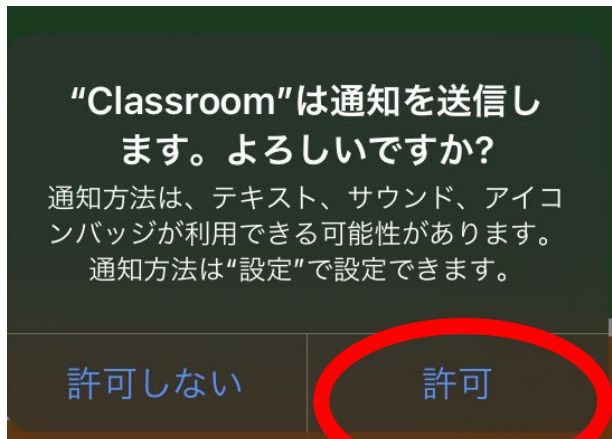 “Classroom”は通知を送信し
ます。よろしいですか?
通知方法は、テキスト、サウンド、アイコ
ンバッジが利用できる可能性があります。
通知方法は“設定”で設定できます。
許可しない
許可